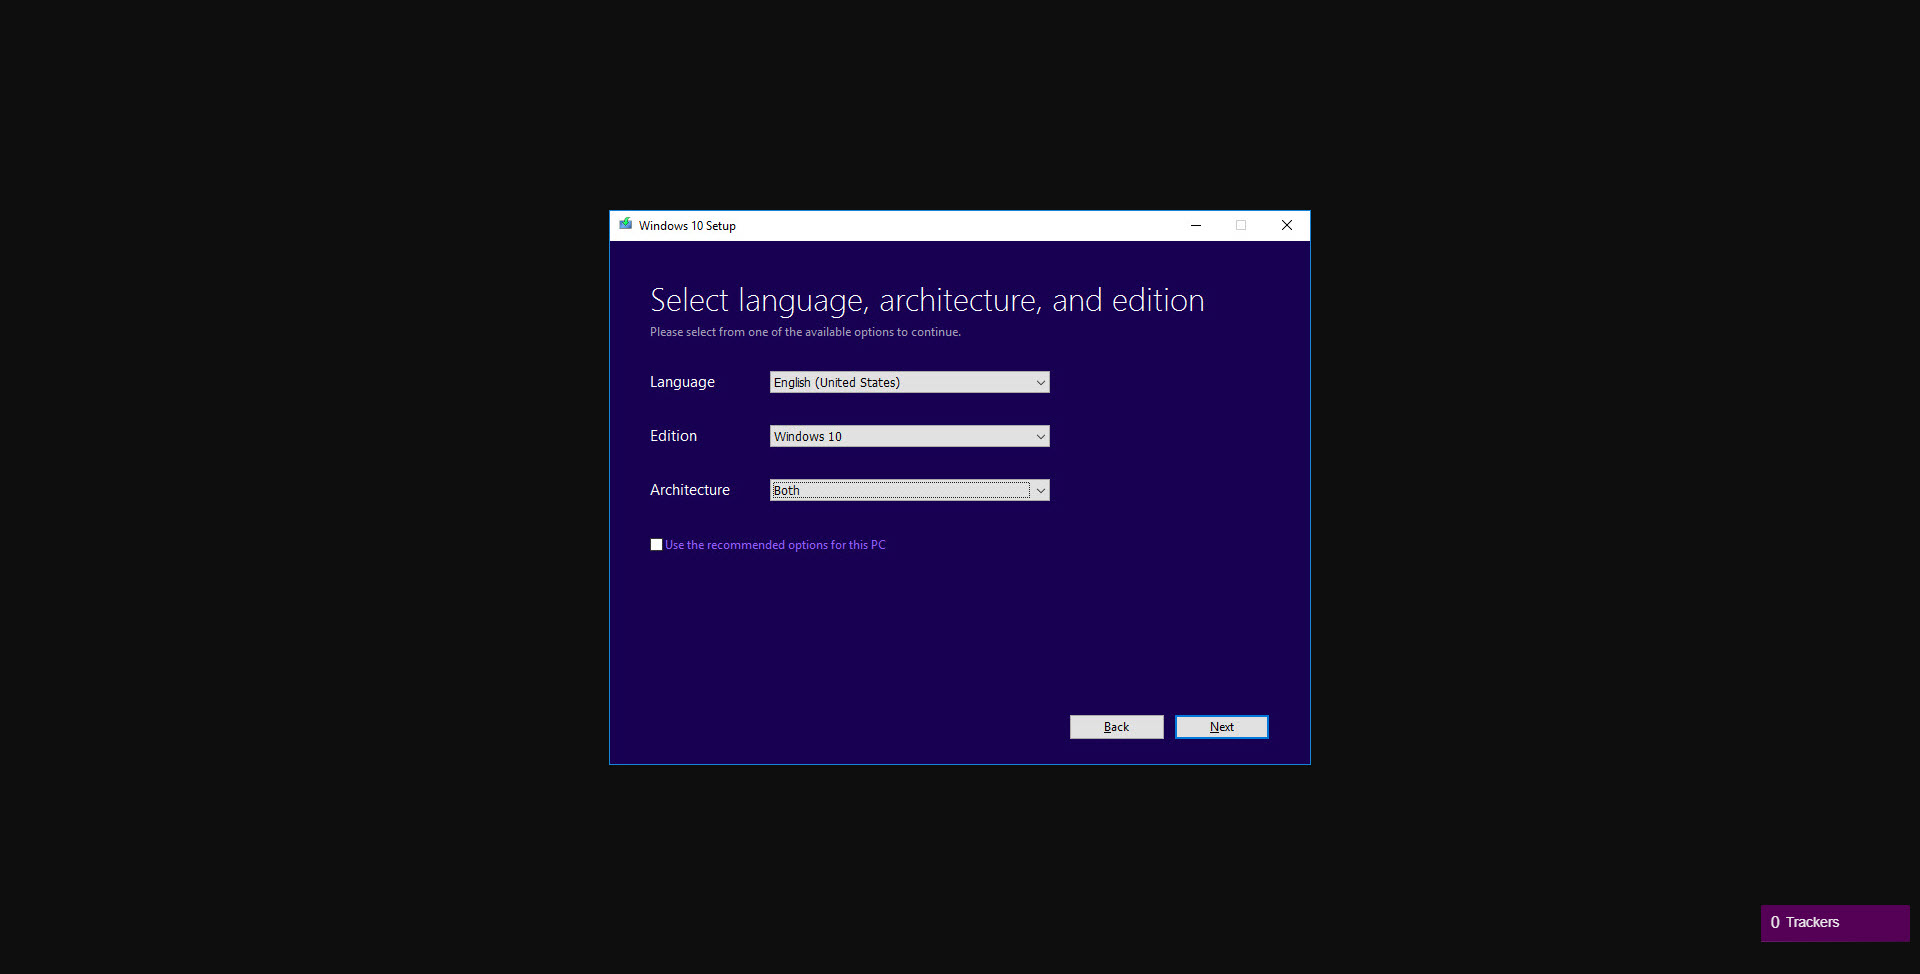 Windows 10 Setup
Select language, architecture, and edition
Please select from one of the available options to continue.
Language English (United States)
Edition Windows 10
Architecture Both
Use the recommended options for this PC
Back Next
0 Trackers